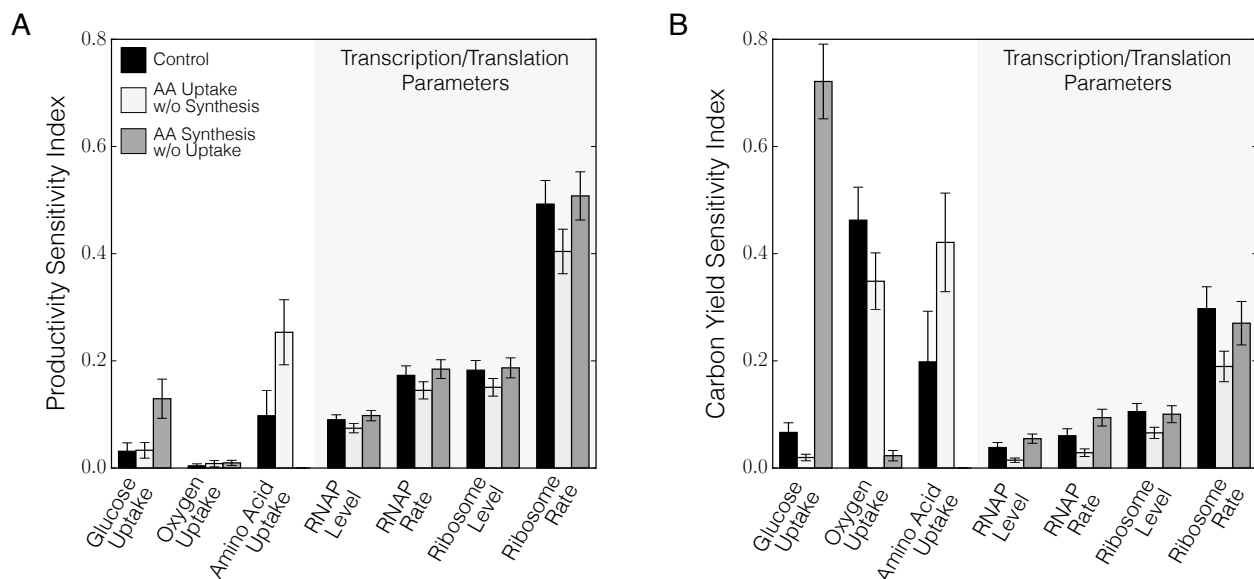 A
Productivity Sensitivity Index
0.8
0.6
0.4
0.2
0.0
Control
AA Uptake
w/o Synthesis
AA Synthesis
w/o Uptake
Transcription/Translation
Parameters
Glucose
Uptake
Oxygen
Uptake
Amino Acid
Uptake
RNAP
Level
RNAP
Rate
Ribosome
Level
Ribosome
Rate
B
Carbon Yield Sensitivity Index
0.8
0.6
0.4
0.2
0.0
Transcription/Translation
Parameters
Glucose
Uptake
Oxygen
Uptake
Amino Acid
Uptake
RNAP
Level
RNAP
Rate
Ribosome
Level
Ribosome
Rate